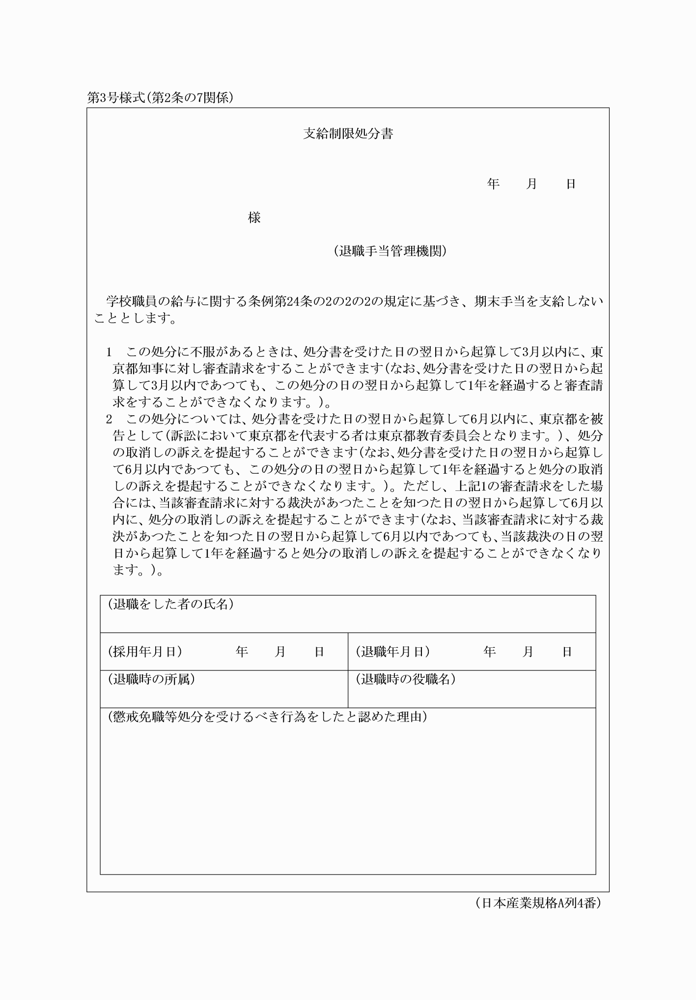 第3号様式(第2条の7関係)
支給制限処分書
年　　月　　日
様
(退職手当管理機関)
学校職員の給与に関する条例第24条の2の2の2の規定に基づき、期末手当を支給しない
こととします。
1　この処分に不服があるときは、処分書を受けた日の翌日から起算して3月以内に、東
京都知事に対し審査請求をすることができます(なお、処分書を受けた日の翌日から起
算して3月以内であつても、この処分の日の翌日から起算して1年を経過すると審査請
求をすることができなくなります。)。
2　この処分については、処分書を受けた日の翌日から起算して6月以内に、東京都を被
告として(訴訟において東京都を代表する者は東京都教育委員会となります。)、処分
の取消しの訴えを提起することができます(なお、処分書を受けた日の翌日から起算し
て6月以内であつても、この処分の日の翌日から起算して1年を経過すると処分の取消
しの訴えを提起することができなくなります。)。ただし、上記1の審査請求をした場
合には、当該審査請求に対する裁決があつたことを知つた日の翌日から起算して6月以
内に、処分の取消しの訴えを提起することができます(なお、当該審査請求に対する裁
決があつたことを知つた日の翌日から起算して6月以内であつても、当該裁決の日の翌
日から起算して1年を経過すると処分の取消しの訴えを提起することができなくなり
ます。)。
(退職をした者の氏名)
(採用年月日)　　　　年　　月　　日
(退職年月日)　　　　年　　月　　日
(退職時の所属)
(退職時の役職名)
(懲戒免職等処分を受けるべき行為をしたと認めた理由)
(日本産業規格A列4番)